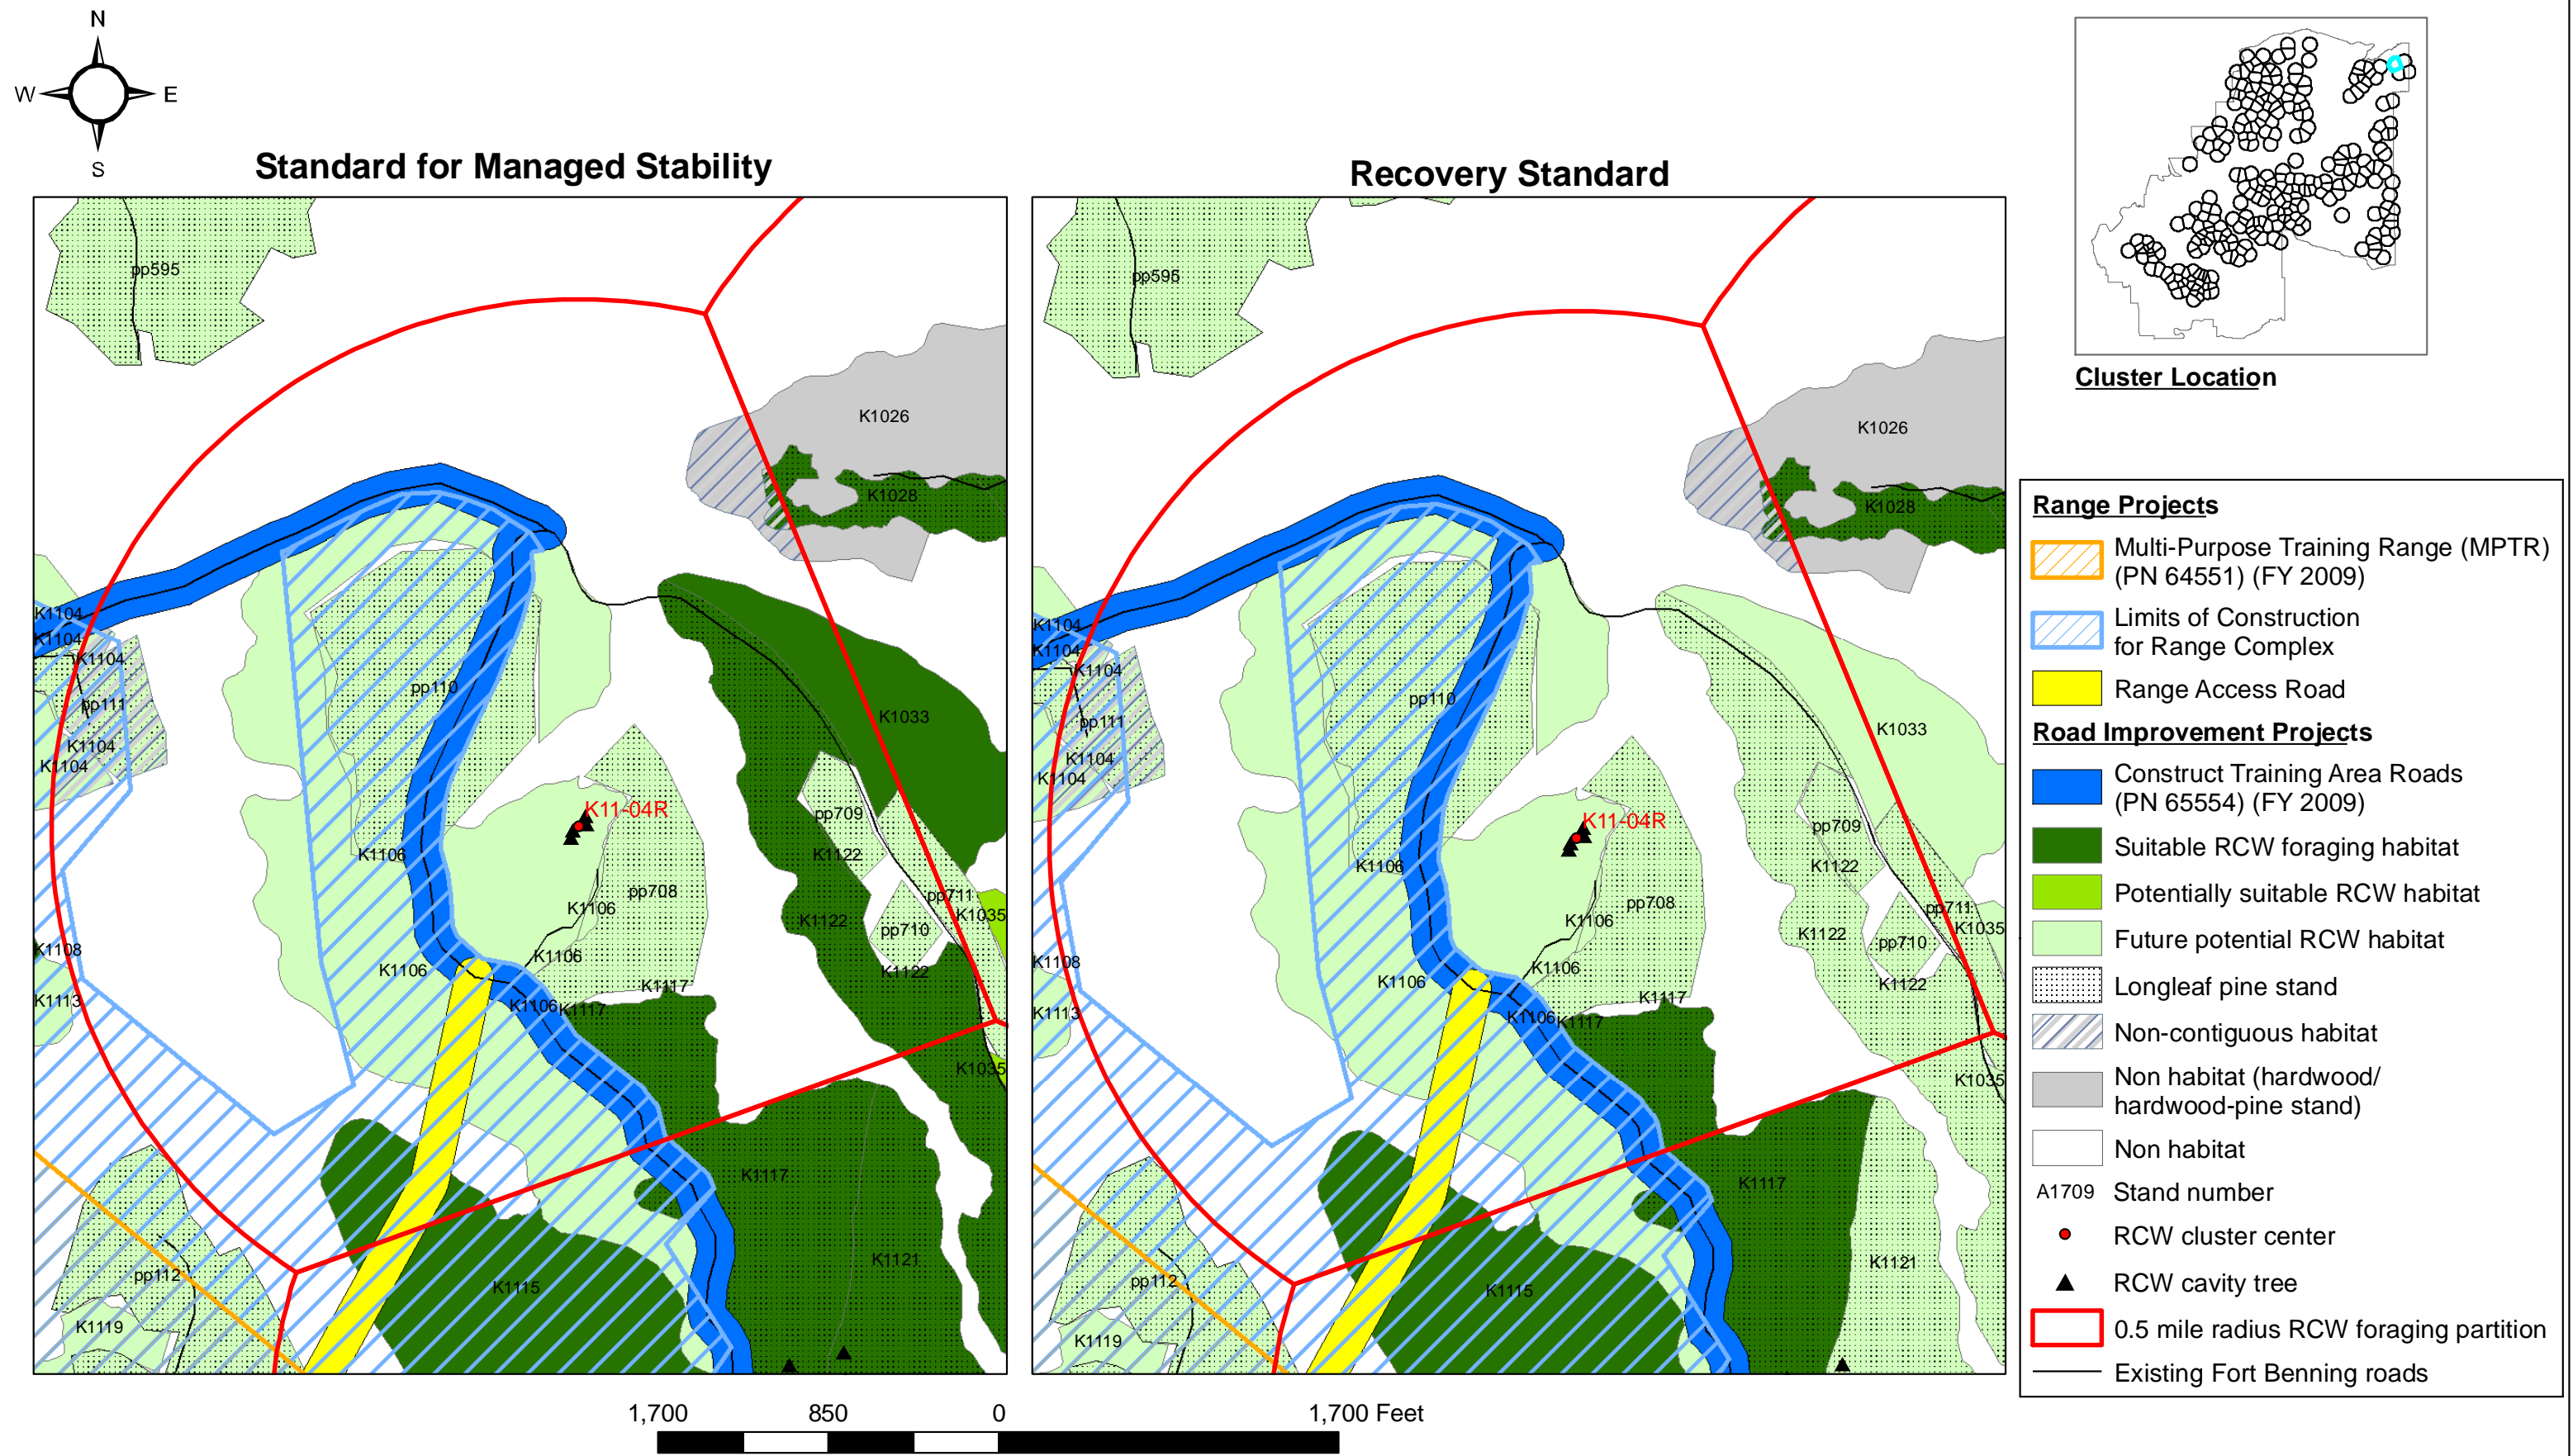 N
W
E
S
Standard for Managed Stability
Recovery Standard
Cluster Location
pp595
K1026
K1028
K1104
K1104
K1104
pp111
K1104
K1104
pp110
K1033
K11-04R
pp709
K1106
K1122
pp708
pp711
K1106
K1122
K1035
pp710
K1108
K1106
K1106
K1122
K1117
K1113
K1106
K1117
K1035
K1117
K1121
pp112
K1115
K1119
pp595
K1026
K1028
K1104
K1104
K1104
pp111
K1104
K1104
pp110
K1033
K11-04R
pp709
K1106
K1122
pp708
pp711
K1106
K1122
K1035
pp710
K1108
K1106
K1106
K1122
K1117
K1113
K1106
K1117
K1035
K1117
K1121
pp112
K1115
K1119
Range Projects
Multi-Purpose Training Range (MPTR)
(PN 64551) (FY 2009)
Limits of Construction
for Range Complex
Range Access Road
Road Improvement Projects
Construct Training Area Roads
(PN 65554) (FY 2009)
Suitable RCW foraging habitat
Potentially suitable RCW habitat
Future potential RCW habitat
Longleaf pine stand
Non-contiguous habitat
Non habitat (hardwood/
hardwood-pine stand)
Non habitat
A1709 Stand number
RCW cluster center
RCW cavity tree
0.5 mile radius RCW foraging partition
Existing Fort Benning roads
1,700 850 0 1,700 Feet